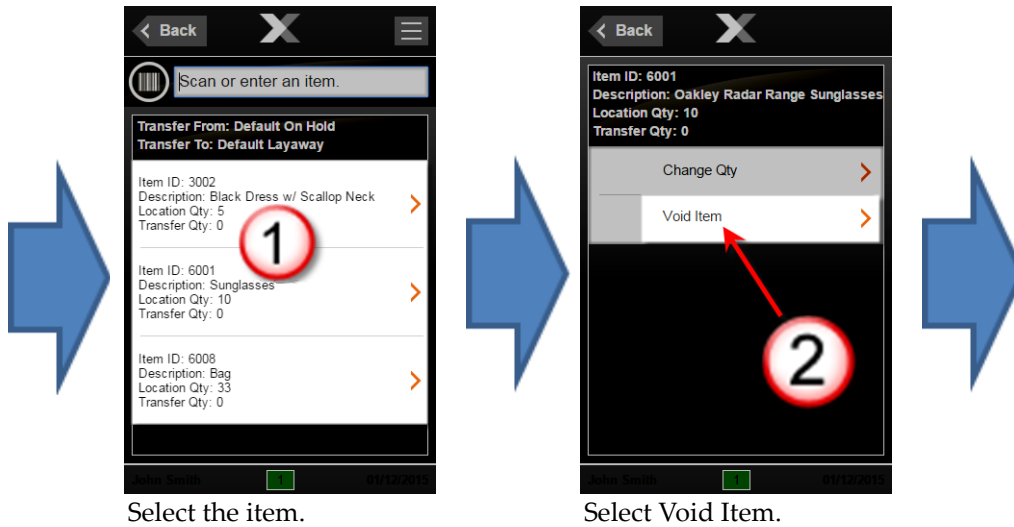 Back
Scan or enter an item.
Transfer From: Default On Hold
Transfer To: Default Layaway
Item ID: 3002
Description: Black Dress w/ Scallop Neck
Location Qty: 5
Transfer Qty: 0
1
Item ID: 6001
Description: Sunglasses
Location Qty: 10
Transfer Qty: 0
Item ID: 6008
Description: Bag
Location Qty: 33
Transfer Qty: 0
John Smith 1 01/12/2015
Select the item.
Back
Item ID: 6001
Description: Oakley Radar Range Sunglasses
Location Qty: 10
Transfer Qty: 0
Change Qty
Void Item
2
John Smith 1 01/12/2015
Select Void Item.